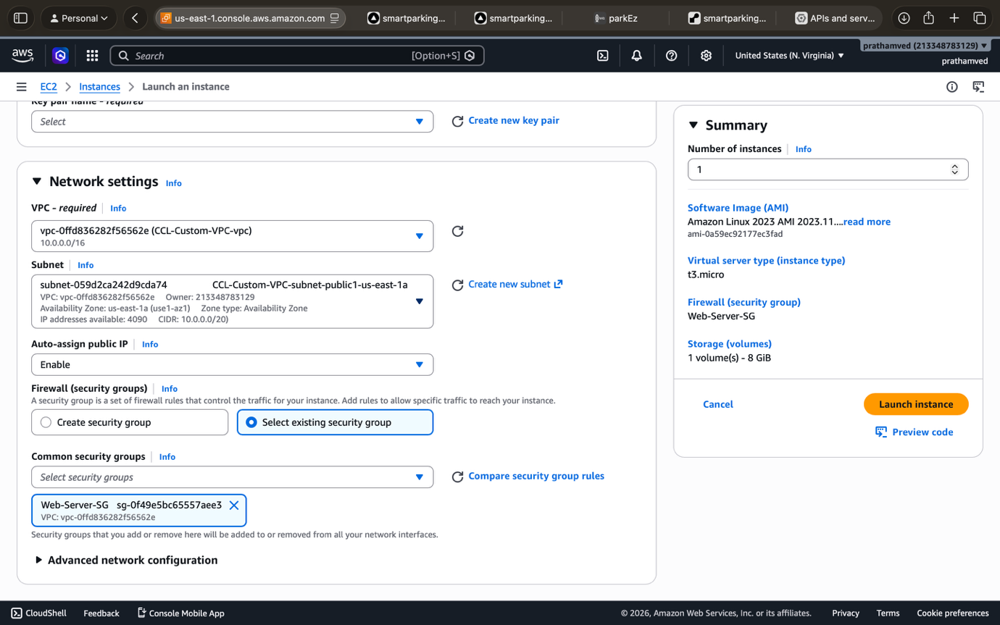 Personal
us-east-1.console.aws.amazon.com
smartparking...
smartparking...
parkEz
smartparking...
APIs and serv...
aws
Search
[Option+S]
United States (N. Virginia)
prathamved (213348783129)
prathamved
EC2
Instances
Launch an instance
Key pair name - required
Select
Create new key pair
Network settings Info
VPC - required Info
vpc-0ffd836282f56562e (CCL-Custom-VPC-vpc)
10.0.0.0/16
Subnet Info
subnet-059d2ca242d9cda74 CCL-Custom-VPC-subnet-public1-us-east-1a
VPC: vpc-0ffd836282f56562e Owner: 213348783129
Availability Zone: us-east-1a (use1-az1) Zone type: Availability Zone
IP addresses available: 4090 CIDR: 10.0.0.0/20)
Create new subnet
Auto-assign public IP Info
Enable
Firewall (security groups) Info
A security group is a set of firewall rules that control the traffic for your instance. Add rules to allow specific traffic to reach your instance.
Create security group
Select existing security group
Common security groups Info
Select security groups
Compare security group rules
Web-Server-SG sg-0f49e5bc65557aee3
VPC: vpc-0ffd836282f56562e
Security groups that you add or remove here will be added to or removed from all your network interfaces.
Advanced network configuration
Summary
Number of instances Info
1
Software Image (AMI)
Amazon Linux 2023 AMI 2023.11....read more
ami-0a59ec92177ec3fad
Virtual server type (instance type)
t3.micro
Firewall (security group)
Web-Server-SG
Storage (volumes)
1 volume(s) - 8 GiB
Cancel
Launch instance
Preview code
CloudShell
Feedback
Console Mobile App
© 2026, Amazon Web Services, Inc. or its affiliates.
Privacy
Terms
Cookie preferences